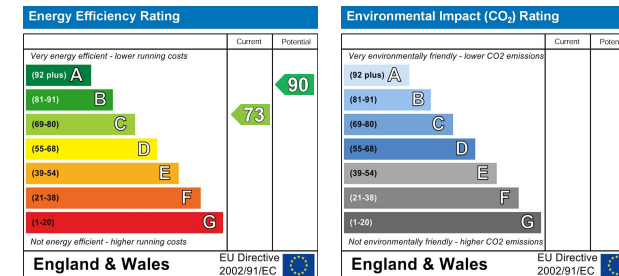 Energy Efficiency Rating
Current Potential
Very energy efficient - lower running costs
(92 plus) A
(81-91) B
(69-80) C
(55-68) D
(39-54) E
(21-38) F
(1-20) G
73
90
Not energy efficient - higher running costs
England & Wales
EU Directive
2002/91/EC
Environmental Impact (CO₂) Rating
Current Poten
Very environmentally friendly - lower CO2 emissions
(92 plus) A
(81-91) B
(69-80) C
(55-68) D
(39-54) E
(21-38) F
(1-20) G
Not environmentally friendly - higher CO2 emissions
England & Wales
EU Directive
2002/91/EC